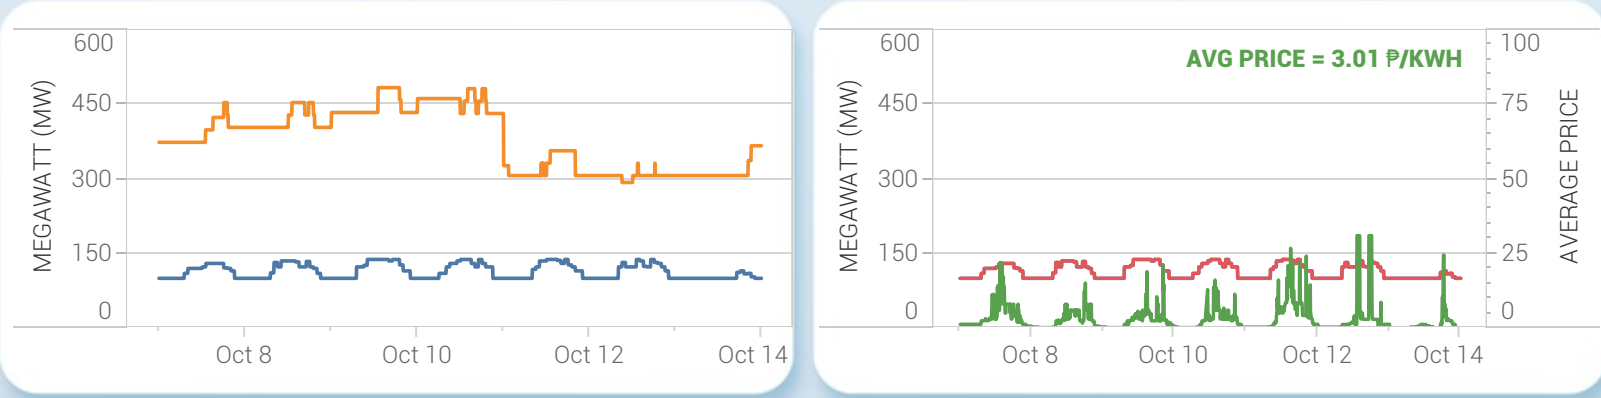 MEGAWATT (MW)
600
450
300
150
0
Oct 8
Oct 10
Oct 12
Oct 14
MEGAWATT (MW)
600
450
300
150
0
AVG PRICE = 3.01 ₱/KWH
100
75
50
25
0
AVERAGE PRICE
Oct 8
Oct 10
Oct 12
Oct 14